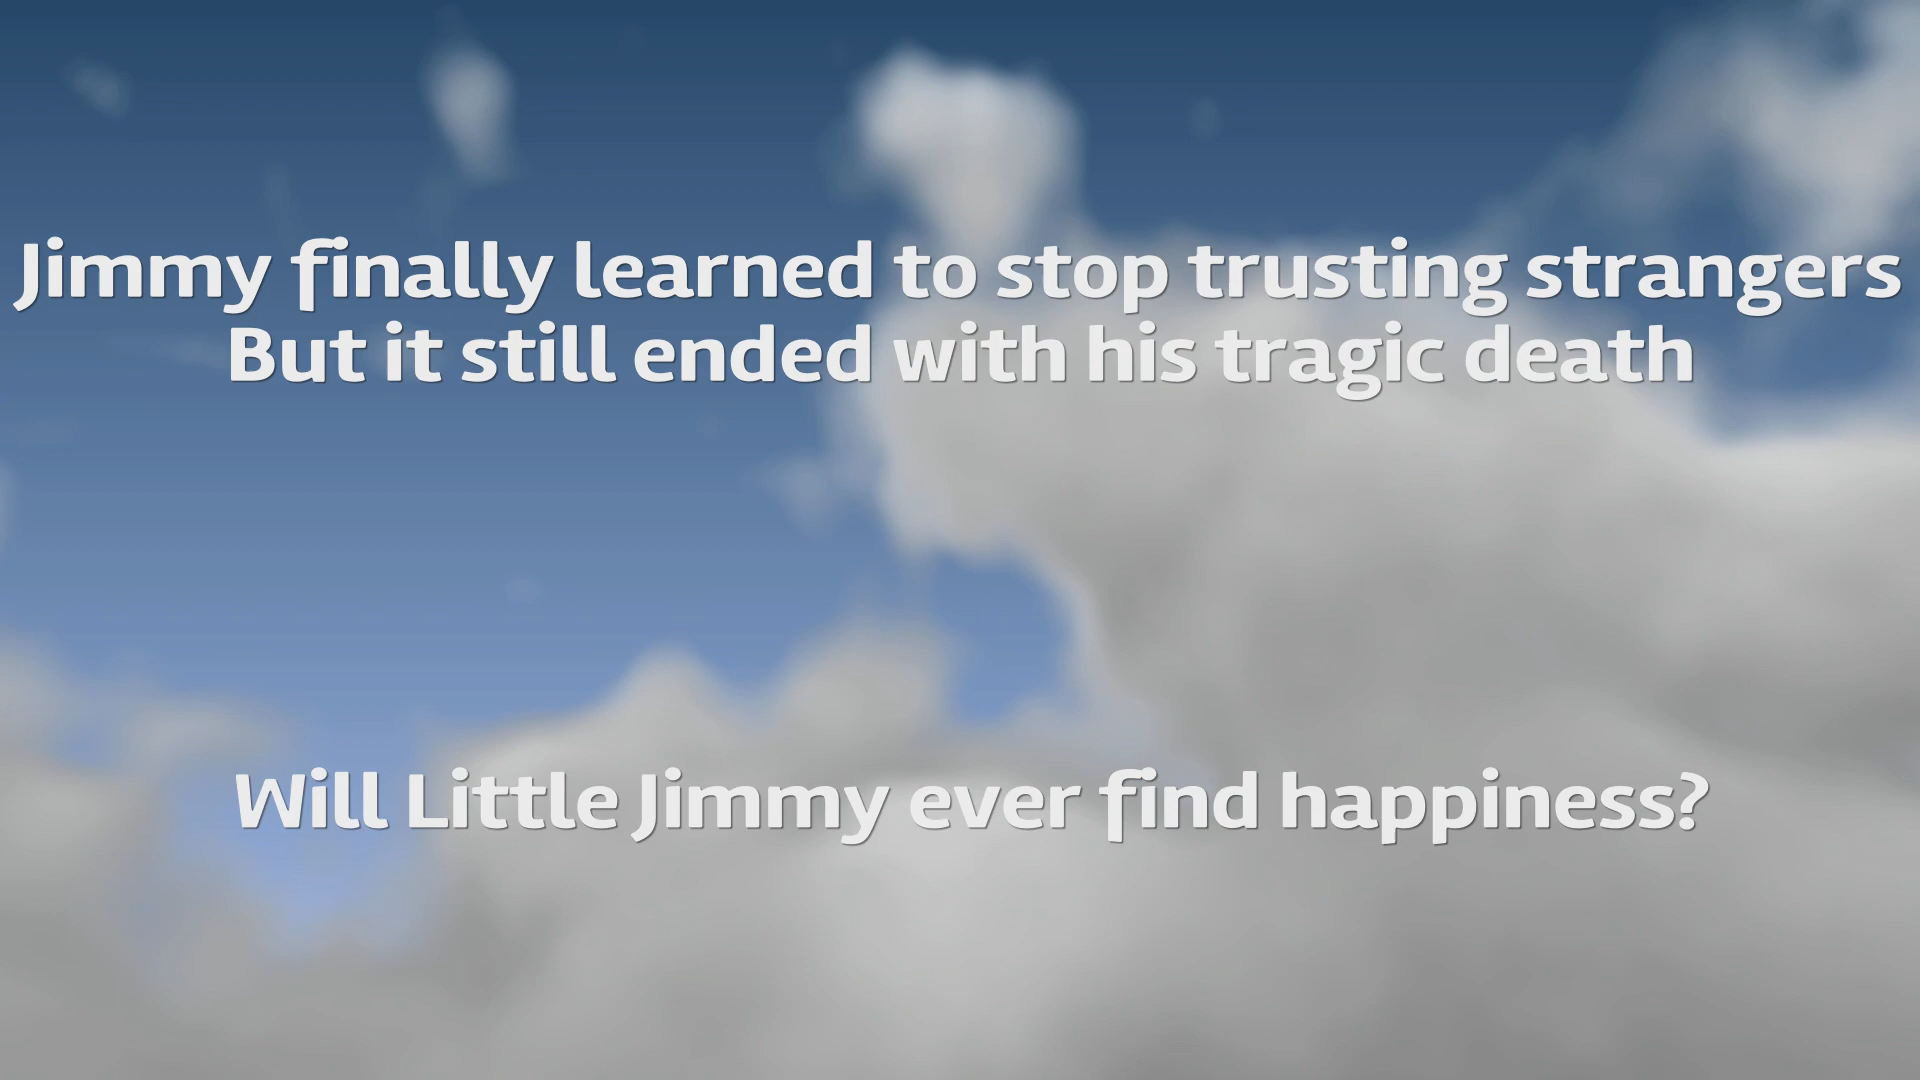 Jimmy finally learned to stop trusting strangers
But it still ended with his tragic death
Will Little Jimmy ever find happiness?